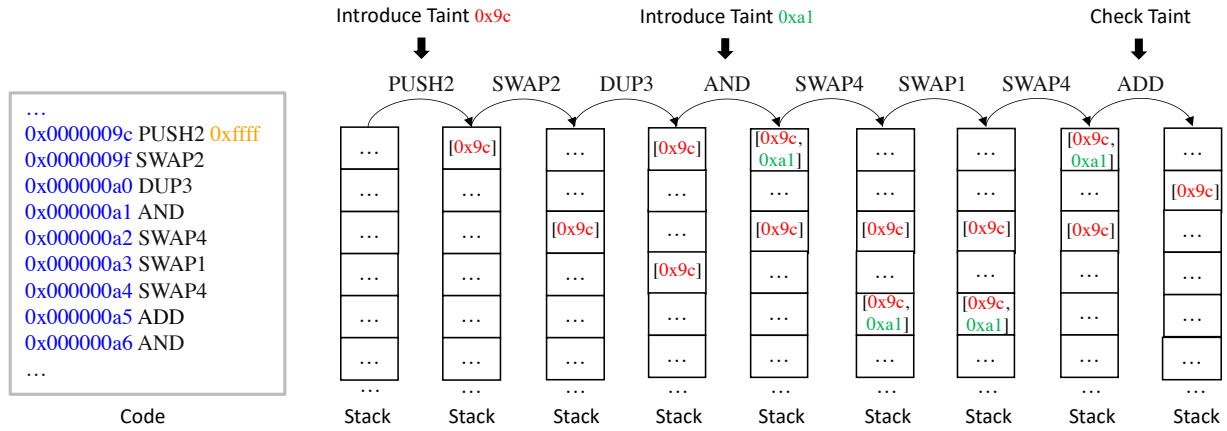 Introduce Taint 0x9c
Introduce Taint 0xa1
Check Taint
PUSH2 SWAP2 DUP3 AND SWAP4 SWAP1 SWAP4 ADD
…
0x0000009c PUSH2 0xffff
0x0000009f SWAP2
0x000000a0 DUP3
0x000000a1 AND
0x000000a2 SWAP4
0x000000a3 SWAP1
0x000000a4 SWAP4
0x000000a5 ADD
0x000000a6 AND
…
Code
…
…
…
…
…
…
…
Stack
[0x9c]
…
…
…
…
…
…
Stack
…
…
[0x9c]
…
…
…
…
Stack
[0x9c]
…
…
[0x9c]
…
…
…
Stack
[0x9c,
0xa1]
…
[0x9c]
…
…
…
…
Stack
…
…
[0x9c]
…
[0x9c,
0xa1]
…
…
Stack
…
…
[0x9c]
…
[0x9c,
0xa1]
…
…
Stack
[0x9c,
0xa1]
…
[0x9c]
…
…
…
…
Stack
…
[0x9c]
…
…
…
…
…
Stack